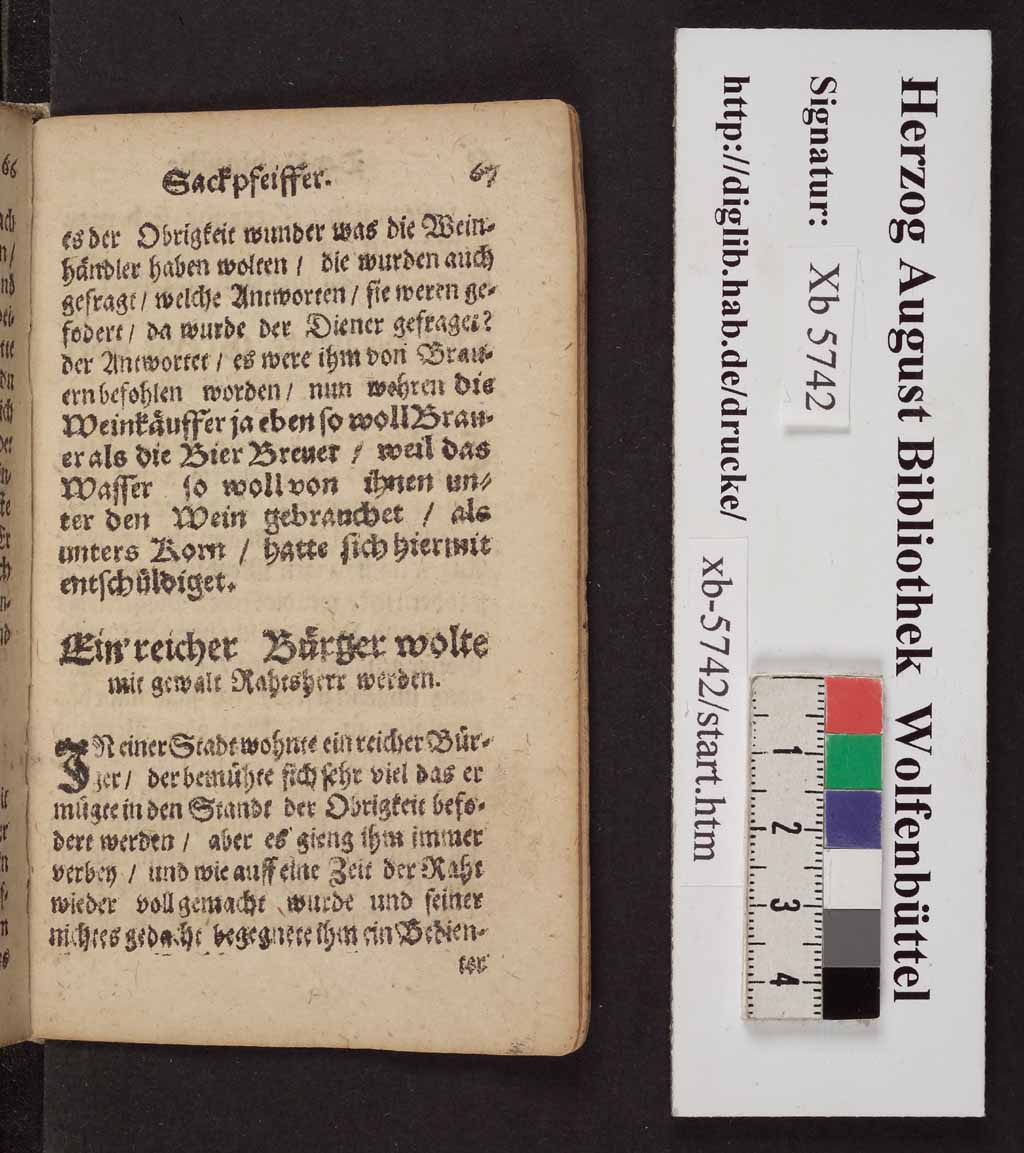 Sackpfeiffer. 67
es der Obrigkeit wunder was die Wein-
händler haben wolten / die wurden auch
gefragt / welche Antworten / sie weren ge-
fodert / da wurde der Diener gefraget?
der Antwortet / es were ihm von Brau-
ern befohlen worden / nun wehren die
Weinkäuffer ja eben so woll Brau-
er als die Bier Breuer / weil das
Wasser so woll von ihnen un-
ter den Wein gebrauchet / als
unters Korn / hatte sich hiermit
entschüldiget.
Ein reicher Bürger wolte
mit gewalt Rahtsherr werden.
IN einer Stadt wohnte ein reicher Bür-
ger / der bemühte sich sehr viel das er
mügte in den Standt der Obrigkeit befo-
dert werden / aber es gieng ihm immer
verbey / und wie auff eine Zeit der Raht
wieder voll gemacht wurde und seiner
nichtes gedacht begegnete ihm ein Bedien-
ter
66
Herzog August Bibliothek Wolfenbüttel
Signatur: Xb 5742
http://diglib.hab.de/drucke/ xb-5742/start.htm
1 2 3 4